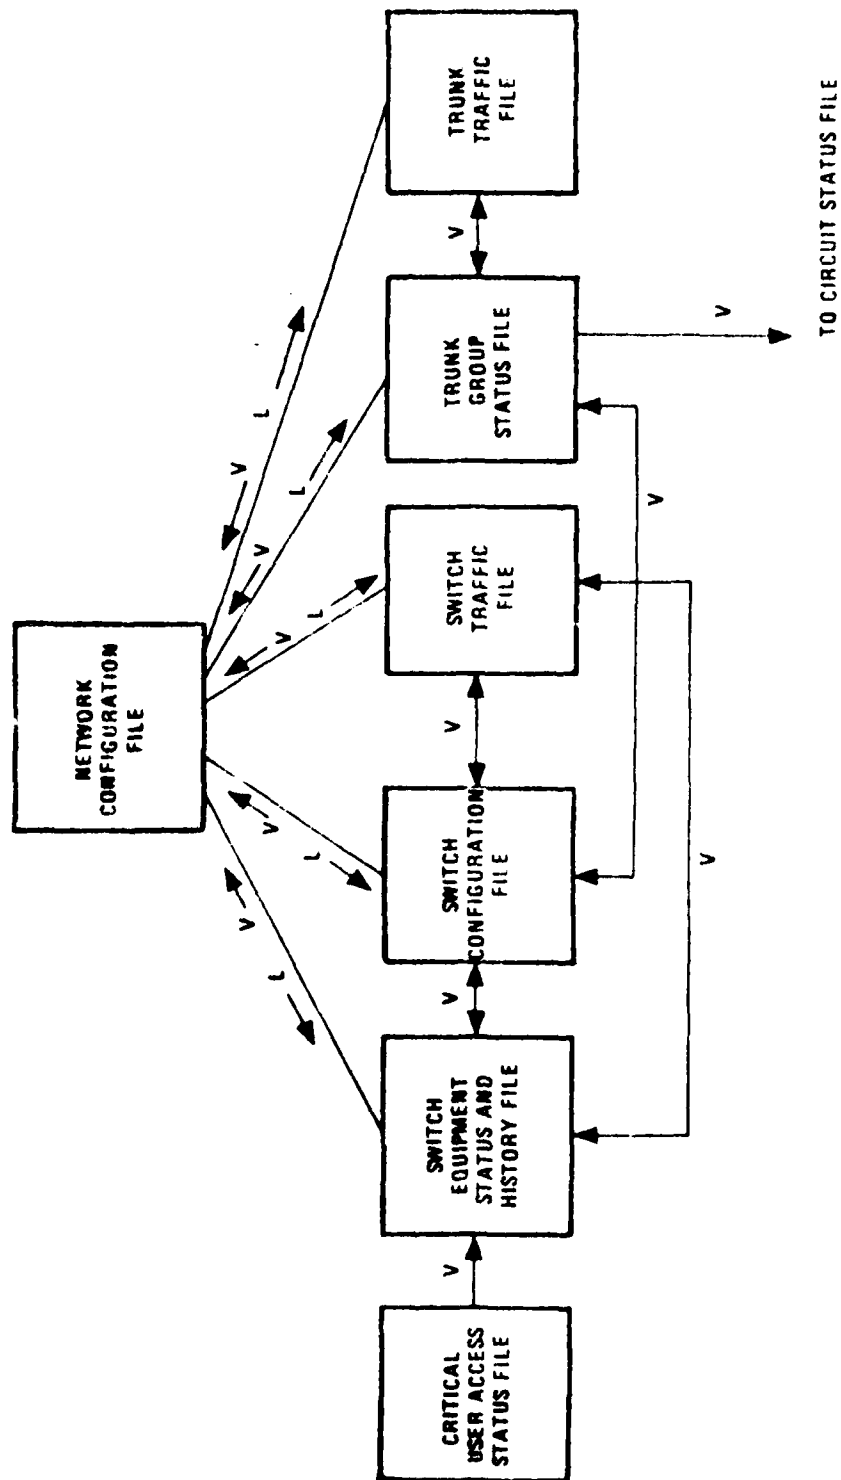 NETWORK
CONFIGURATION
FILE
V
L
V
L
V
L
V
L
V
L
CRITICAL
USER ACCESS
STATUS FILE
V
SWITCH
EQUIPMENT
STATUS AND
HISTORY FILE
V
SWITCH
CONFIGURATION
FILE
V
SWITCH
TRAFFIC
FILE
TRUNK
GROUP
STATUS FILE
V
TRUNK
TRAFFIC
FILE
V
V
V
TO CIRCUIT STATUS FILE